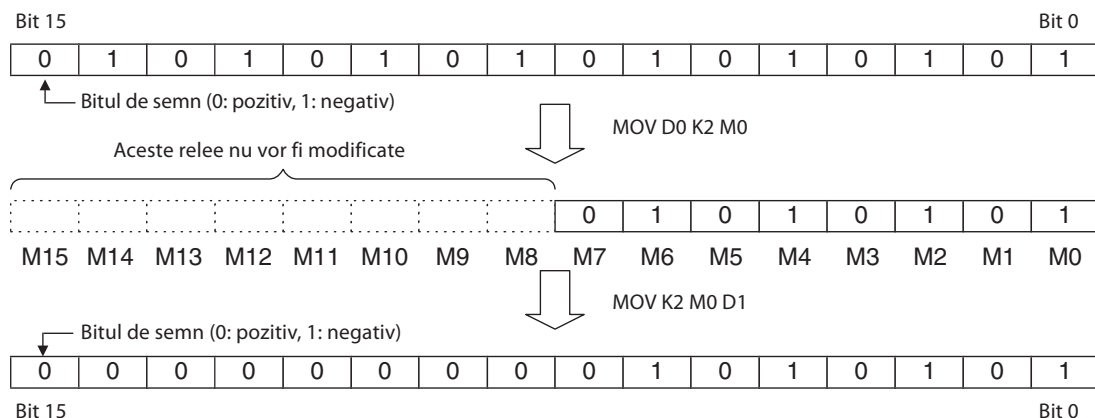 Bit 15 Bit 0
0 1 0 1 0 1 0 1 0 1 0 1 0 1 0 1
Bitul de semn (0: pozitiv, 1: negativ)
MOV D0 K2 M0
Aceste relee nu vor fi modificate
0 1 0 1 0 1 0 1
M15 M14 M13 M12 M11 M10 M9 M8 M7 M6 M5 M4 M3 M2 M1 M0
MOV K2 M0 D1
Bitul de semn (0: pozitiv, 1: negativ)
0 0 0 0 0 0 0 0 0 1 0 1 0 1 0 1
Bit 15 Bit 0